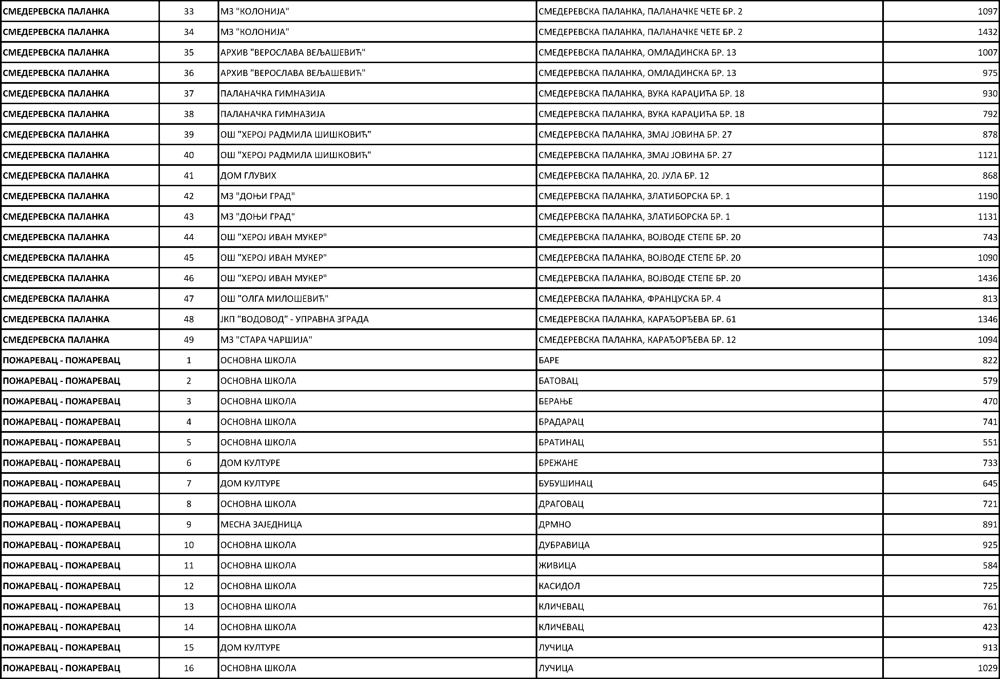 СМЕДЕРЕВСКА ПАЛАНКА 33 МЗ "КОЛОНИЈА" СМЕДЕРЕВСКА ПАЛАНКА, ПАЛАНАЧКЕ ЧЕТЕ БР. 2 1097
СМЕДЕРЕВСКА ПАЛАНКА 34 МЗ "КОЛОНИЈА" СМЕДЕРЕВСКА ПАЛАНКА, ПАЛАНАЧКЕ ЧЕТЕ БР. 2 1432
СМЕДЕРЕВСКА ПАЛАНКА 35 АРХИВ "ВЕРОСЛАВА ВЕЉАШЕВИЋ" СМЕДЕРЕВСКА ПАЛАНКА, ОМЛАДИНСКА БР. 13 1007
СМЕДЕРЕВСКА ПАЛАНКА 36 АРХИВ "ВЕРОСЛАВА ВЕЉАШЕВИЋ" СМЕДЕРЕВСКА ПАЛАНКА, ОМЛАДИНСКА БР. 13 975
СМЕДЕРЕВСКА ПАЛАНКА 37 ПАЛАНАЧКА ГИМНАЗИЈА СМЕДЕРЕВСКА ПАЛАНКА, ВУКА КАРАЏИЋА БР. 18 930
СМЕДЕРЕВСКА ПАЛАНКА 38 ПАЛАНАЧКА ГИМНАЗИЈА СМЕДЕРЕВСКА ПАЛАНКА, ВУКА КАРАЏИЋА БР. 18 792
СМЕДЕРЕВСКА ПАЛАНКА 39 ОШ "ХЕРОЈ РАДМИЛА ШИШКОВИЋ" СМЕДЕРЕВСКА ПАЛАНКА, ЗМАЈ ЈОВИНА БР. 27 878
СМЕДЕРЕВСКА ПАЛАНКА 40 ОШ "ХЕРОЈ РАДМИЛА ШИШКОВИЋ" СМЕДЕРЕВСКА ПАЛАНКА, ЗМАЈ ЈОВИНА БР. 27 1121
СМЕДЕРЕВСКА ПАЛАНКА 41 ДОМ ГЛУВИХ СМЕДЕРЕВСКА ПАЛАНКА, 20. ЈУЛА БР. 12 868
СМЕДЕРЕВСКА ПАЛАНКА 42 МЗ "ДОЊИ ГРАД" СМЕДЕРЕВСКА ПАЛАНКА, ЗЛАТИБОРСКА БР. 1 1190
СМЕДЕРЕВСКА ПАЛАНКА 43 МЗ "ДОЊИ ГРАД" СМЕДЕРЕВСКА ПАЛАНКА, ЗЛАТИБОРСКА БР. 1 1131
СМЕДЕРЕВСКА ПАЛАНКА 44 ОШ "ХЕРОЈ ИВАН МУКЕР" СМЕДЕРЕВСКА ПАЛАНКА, ВОЈВОДЕ СТЕПЕ БР. 20 743
СМЕДЕРЕВСКА ПАЛАНКА 45 ОШ "ХЕРОЈ ИВАН МУКЕР" СМЕДЕРЕВСКА ПАЛАНКА, ВОЈВОДЕ СТЕПЕ БР. 20 1090
СМЕДЕРЕВСКА ПАЛАНКА 46 ОШ "ХЕРОЈ ИВАН МУКЕР" СМЕДЕРЕВСКА ПАЛАНКА, ВОЈВОДЕ СТЕПЕ БР. 20 1436
СМЕДЕРЕВСКА ПАЛАНКА 47 ОШ "ОЛГА МИЛОШЕВИЋ" СМЕДЕРЕВСКА ПАЛАНКА, ФРАНЦУСКА БР. 4 813
СМЕДЕРЕВСКА ПАЛАНКА 48 ЈКП "ВОДОВОД" - УПРАВНА ЗГРАДА СМЕДЕРЕВСКА ПАЛАНКА, КАРАЂОРЂЕВА БР. 61 1346
СМЕДЕРЕВСКА ПАЛАНКА 49 МЗ "СТАРА ЧАРШИЈА" СМЕДЕРЕВСКА ПАЛАНКА, КАРАЂОРЂЕВА БР. 12 1094
ПОЖАРЕВАЦ - ПОЖАРЕВАЦ 1 ОСНОВНА ШКОЛА БАРЕ 822
ПОЖАРЕВАЦ - ПОЖАРЕВАЦ 2 ОСНОВНА ШКОЛА БАТОВАЦ 579
ПОЖАРЕВАЦ - ПОЖАРЕВАЦ 3 ОСНОВНА ШКОЛА БЕРАЊЕ 470
ПОЖАРЕВАЦ - ПОЖАРЕВАЦ 4 ОСНОВНА ШКОЛА БРАДАРАЦ 741
ПОЖАРЕВАЦ - ПОЖАРЕВАЦ 5 ОСНОВНА ШКОЛА БРАТИНАЦ 551
ПОЖАРЕВАЦ - ПОЖАРЕВАЦ 6 ДОМ КУЛТУРЕ БРЕЖАНЕ 733
ПОЖАРЕВАЦ - ПОЖАРЕВАЦ 7 ДОМ КУЛТУРЕ БУБУШИНАЦ 645
ПОЖАРЕВАЦ - ПОЖАРЕВАЦ 8 ОСНОВНА ШКОЛА ДРАГОВАЦ 721
ПОЖАРЕВАЦ - ПОЖАРЕВАЦ 9 МЕСНА ЗАЈЕДНИЦА ДРМНО 891
ПОЖАРЕВАЦ - ПОЖАРЕВАЦ 10 ОСНОВНА ШКОЛА ДУБРАВИЦА 925
ПОЖАРЕВАЦ - ПОЖАРЕВАЦ 11 ОСНОВНА ШКОЛА ЖИВИЦА 584
ПОЖАРЕВАЦ - ПОЖАРЕВАЦ 12 ОСНОВНА ШКОЛА КАСИДОЛ 725
ПОЖАРЕВАЦ - ПОЖАРЕВАЦ 13 ОСНОВНА ШКОЛА КЛИЧЕВАЦ 761
ПОЖАРЕВАЦ - ПОЖАРЕВАЦ 14 ОСНОВНА ШКОЛА КЛИЧЕВАЦ 423
ПОЖАРЕВАЦ - ПОЖАРЕВАЦ 15 ДОМ КУЛТУРЕ ЛУЧИЦА 913
ПОЖАРЕВАЦ - ПОЖАРЕВАЦ 16 ОСНОВНА ШКОЛА ЛУЧИЦА 1029